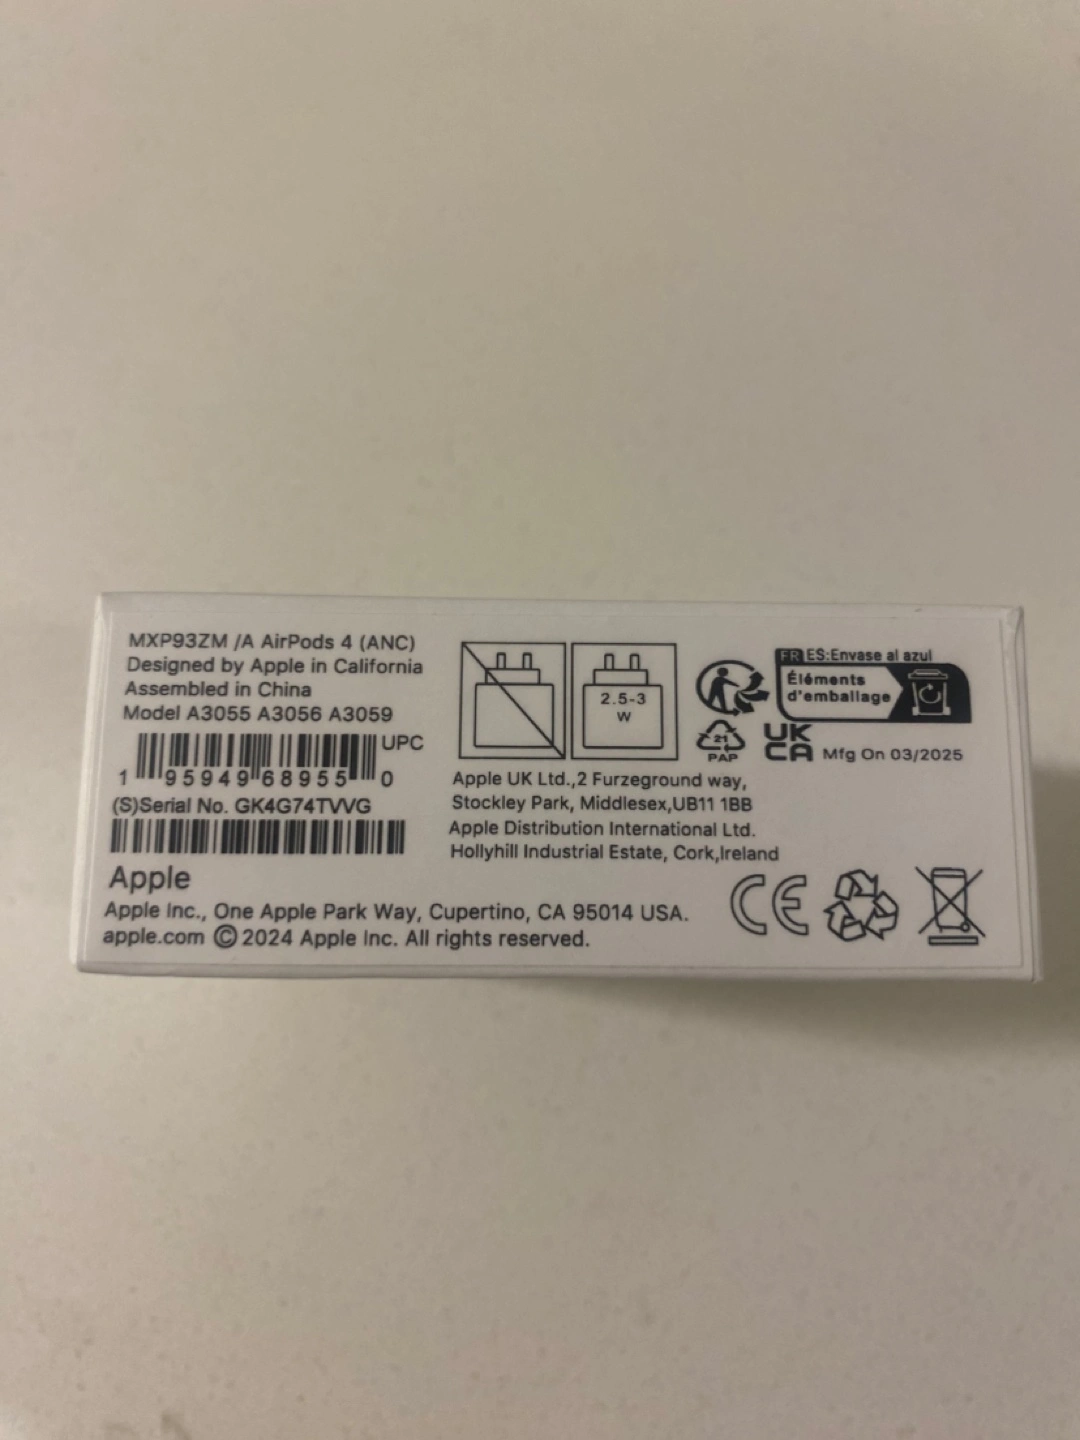 MXP93ZM /A AirPods 4 (ANC)
Designed by Apple in California
Assembled in China
Model A3055 A3056 A3059
UPC
1 95949 68955 0
(S)Serial No. GK4G74TVVG
Apple
Apple Inc., One Apple Park Way, Cupertino, CA 95014 USA.
apple.com © 2024 Apple Inc. All rights reserved.
2.5-3
W
FR ES:Envase al azul
Éléments
d'emballage
21
PAP
UK
CA
Mfg On 03/2025
Apple UK Ltd.,2 Furzeground way,
Stockley Park, Middlesex,UB11 1BB
Apple Distribution International Ltd.
Hollyhill Industrial Estate, Cork,Ireland
CE